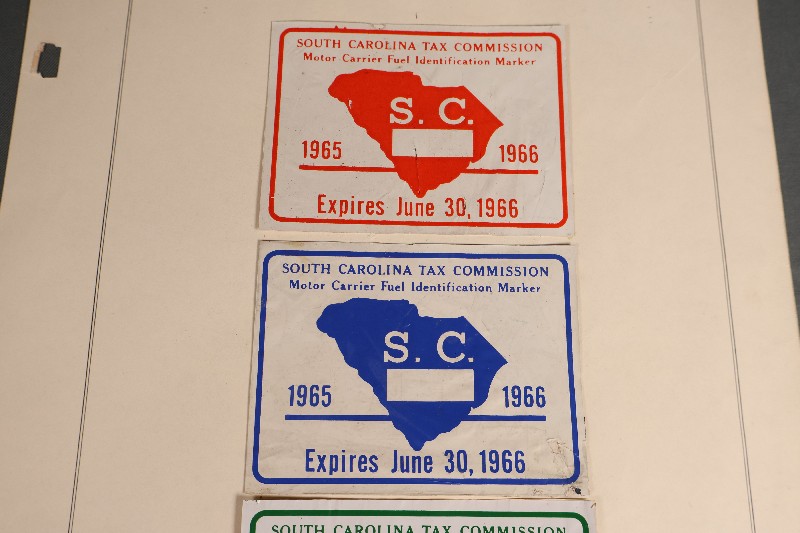 SOUTH CAROLINA TAX COMMISSION
Motor Carrier Fuel Identification Marker
S. C.
1965 1966
Expires June 30, 1966
SOUTH CAROLINA TAX COMMISSION
Motor Carrier Fuel Identification Marker
S. C.
1965 1966
Expires June 30, 1966
SOUTH CAROLINA TAX COMMISSION